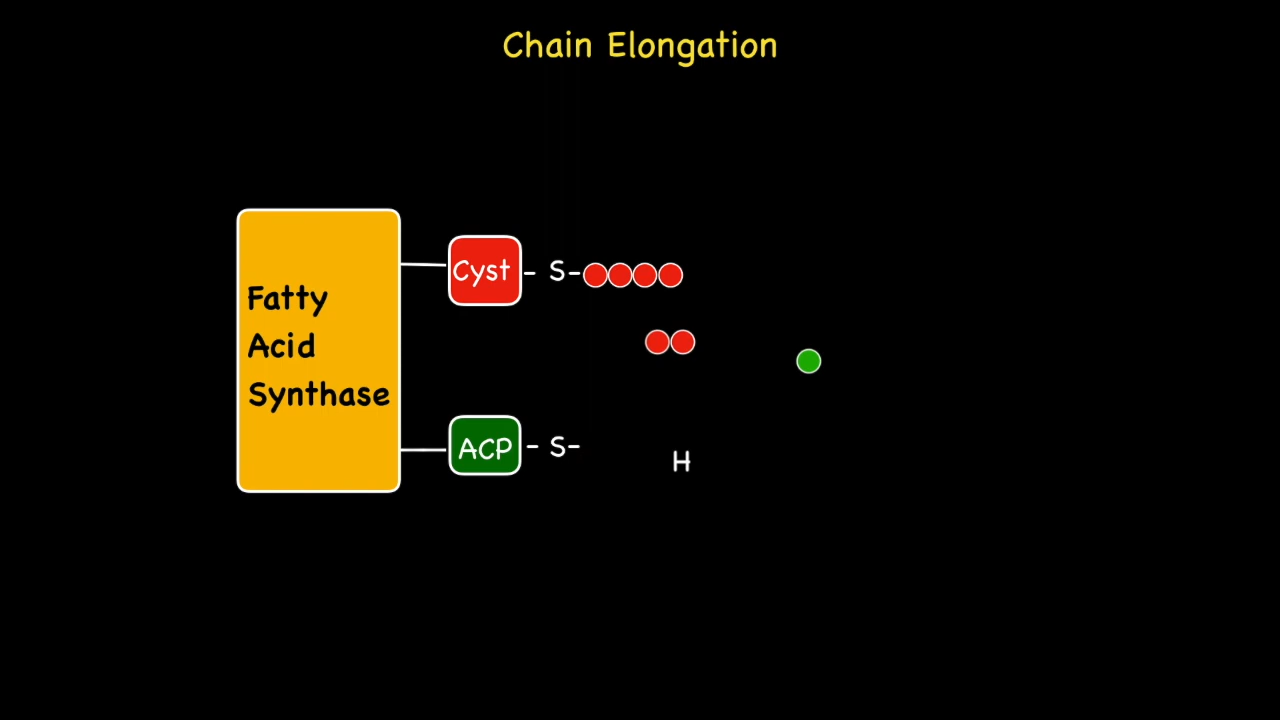 Chain Elongation
Fatty
Acid
Synthase
Cyst - S-
ACP - S-
H